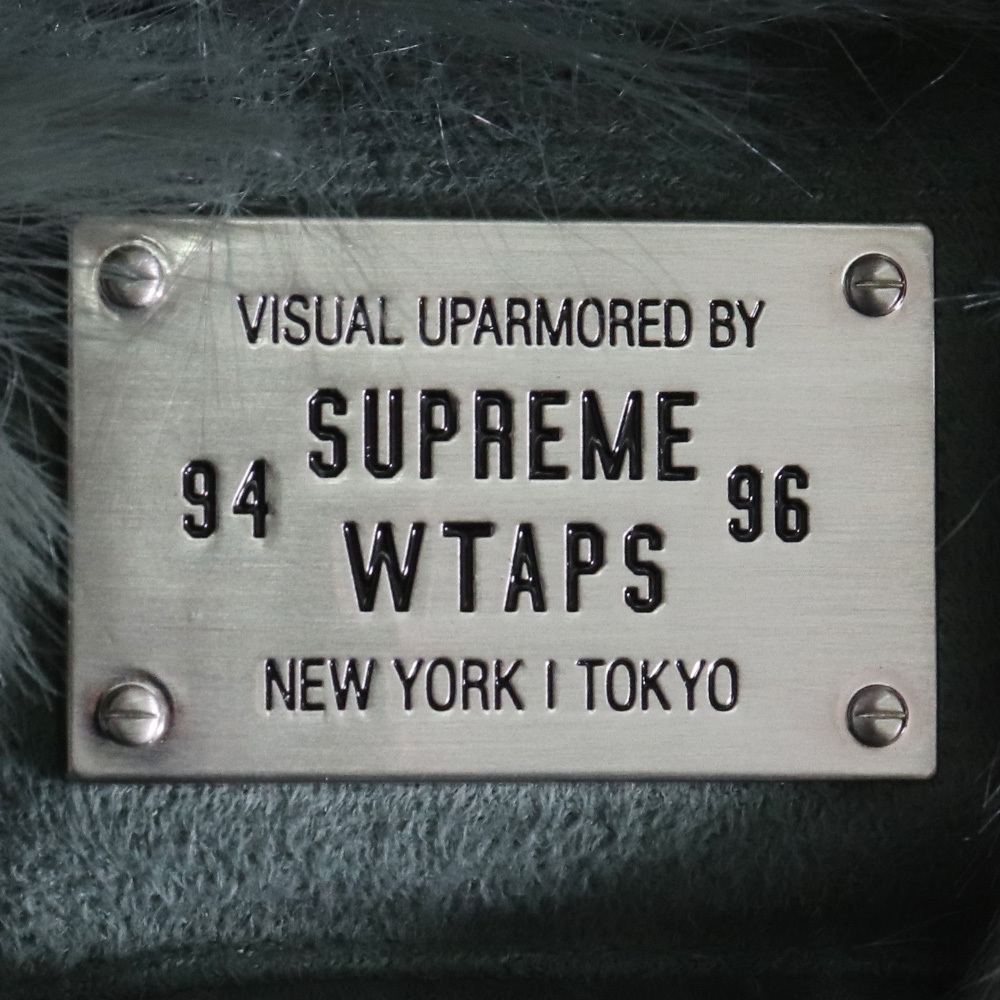 VISUAL UPARMORED BY
SUPREME
94 96
WTAPS
NEW YORK | TOKYO